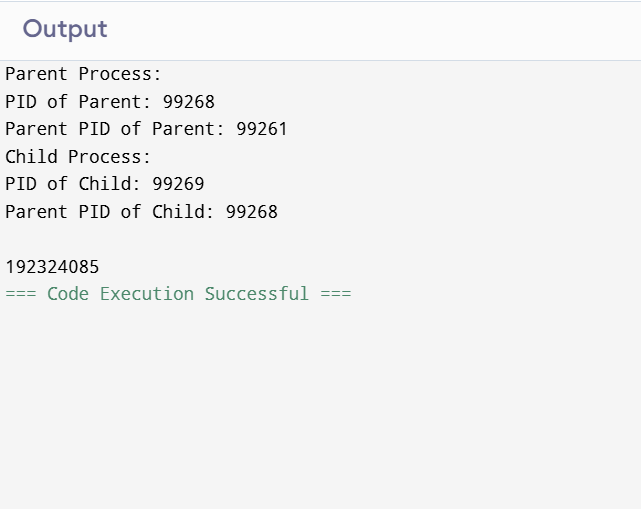 Output
Parent Process:
PID of Parent: 99268
Parent PID of Parent: 99261
Child Process:
PID of Child: 99269
Parent PID of Child: 99268
192324085
=== Code Execution Successful ===